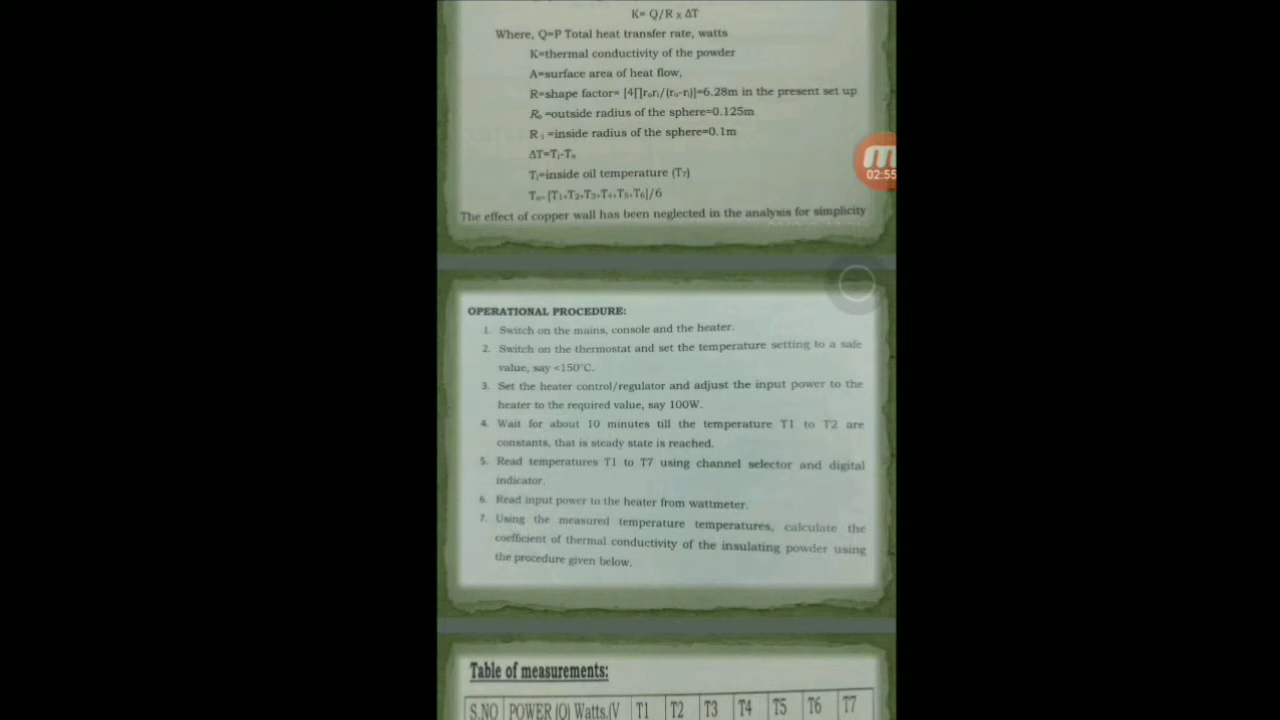 K= Q/R x ΔT
Where, Q=P Total heat transfer rate, watts
K=thermal conductivity of the powder
A=surface area of heat flow,
R=shape factor= [4∏rₒrᵢ/(rₒ-rᵢ)]=6.28m in the present set up
Rₒ =outside radius of the sphere=0.125m
R ᵢ =inside radius of the sphere=0.1m
ΔT=Tᵢ-Tₒ
Tᵢ=inside oil temperature (T₇)
Tₒ= [T₁+T₂+T₃+T₄+T₅+T₆]/6
The effect of copper wall has been neglected in the analysis for simplicity
02:55
OPERATIONAL PROCEDURE:
1. Switch on the mains, console and the heater.
2. Switch on the thermostat and set the temperature setting to a safe
value, say <150°C.
3. Set the heater control/regulator and adjust the input power to the
heater to the required value, say 100W.
4. Wait for about 10 minutes till the temperature T1 to T2 are
constants, that is steady state is reached.
5. Read temperatures T1 to T7 using channel selector and digital
indicator.
6. Read input power to the heater from wattmeter.
7. Using the measured temperature temperatures, calculate the
coefficient of thermal conductivity of the insulating powder using
the procedure given below.
Table of measurements:
S.NO POWER (Q) Watts.(V T1 T2 T3 T4 T5 T6 T7